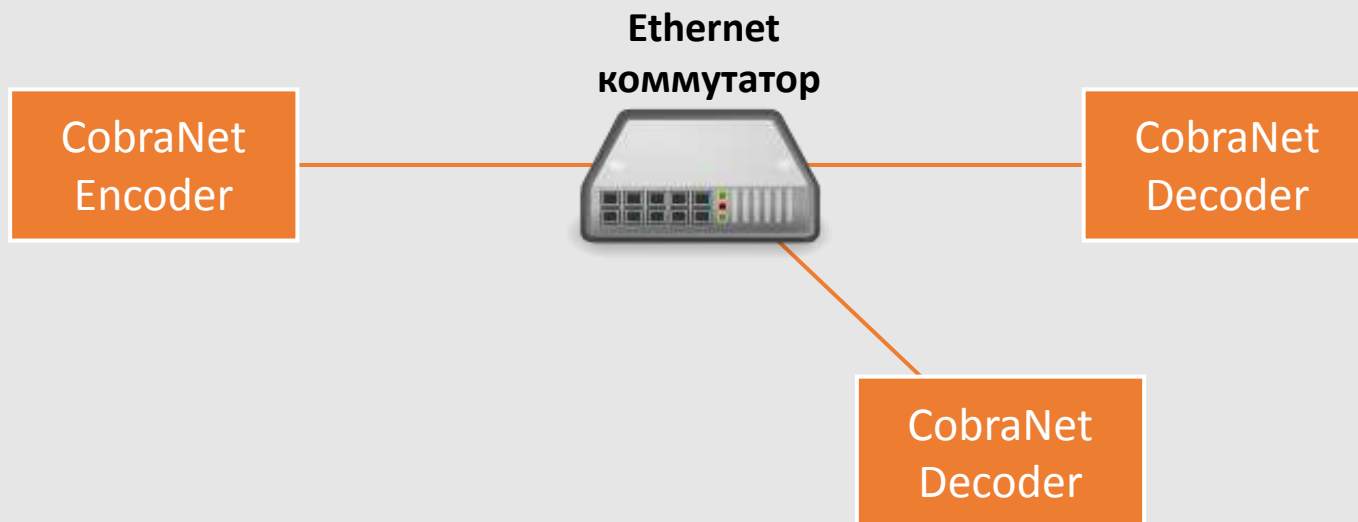 Ethernet
коммутатор
CobraNet
Encoder
CobraNet
Decoder
CobraNet
Decoder